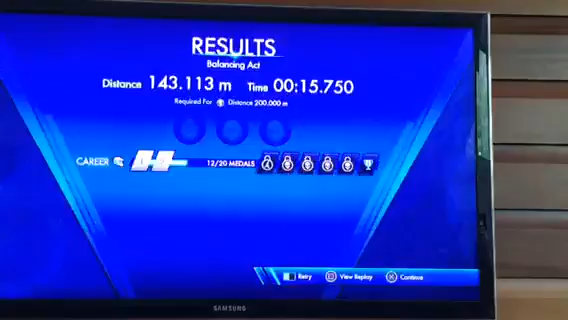 RESULTS
Balancing Act
Distance 143.113 m Time 00:15.750
Required For Distance 200.000 m
CAREER 12/20 MEDALS
Retry View Replay Continue
SAMSUNG